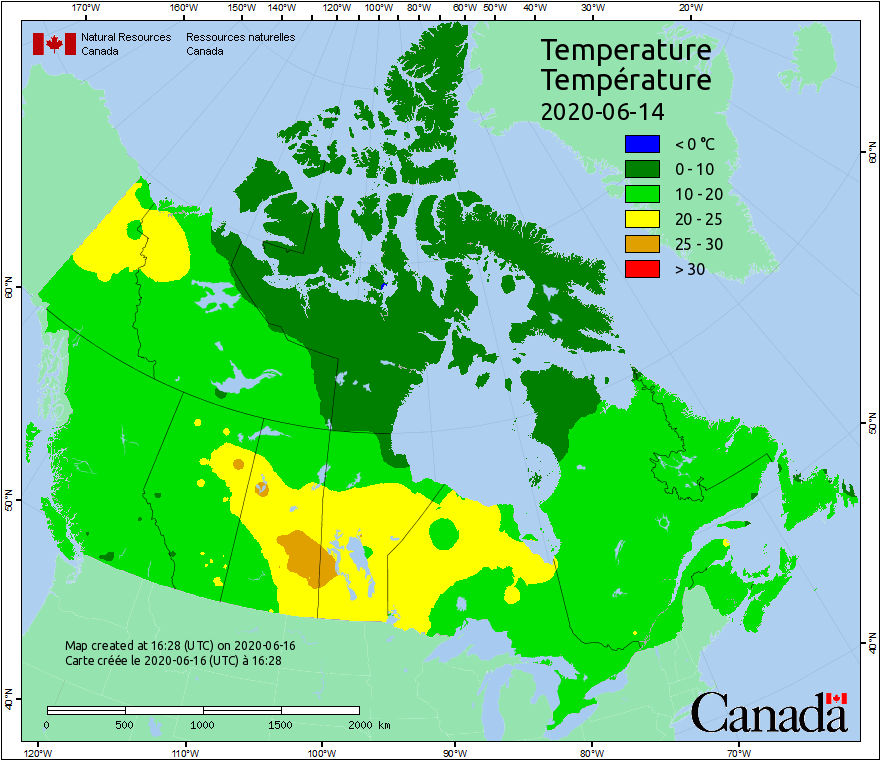 170°W 160°W 150°W 140°W 130°W 120°W 110°W 100°W 90°W 80°W 70°W 60°W 50°W 40°W 30°W 20°W
Natural Resources Ressources naturelles
Canada Canada
Temperature
Température
2020-06-14
< 0 °C
0 - 10
10 - 20
20 - 25
25 - 30
> 30
60°N
60°N
50°N
50°N
40°N
40°N
Map created at 16:28 (UTC) on 2020-06-16
Carte créée le 2020-06-16 (UTC) à 16:28
0 500 1000 1500 2000 km
Canada
120°W 110°W 100°W 90°W 80°W 70°W